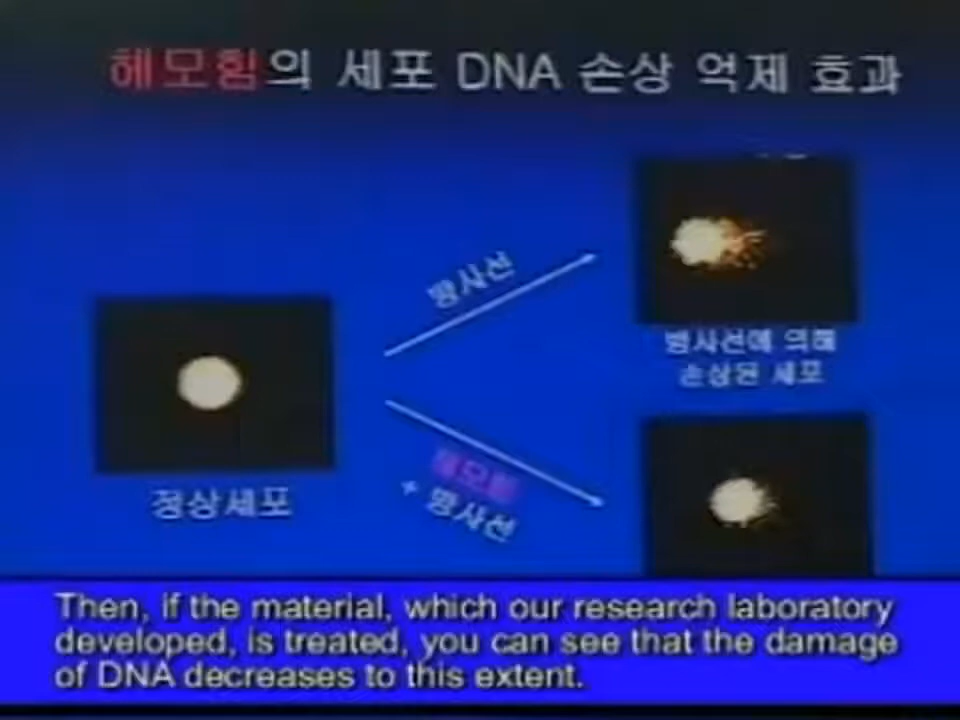 헤모힘의 세포 DNA 손상 억제 효과
방사선
방사선에 의해
손상된 세포
정상세포
헤모힘
+ 방사선
Then, if the material, which our research laboratory
developed, is treated, you can see that the damage
of DNA decreases to this extent.